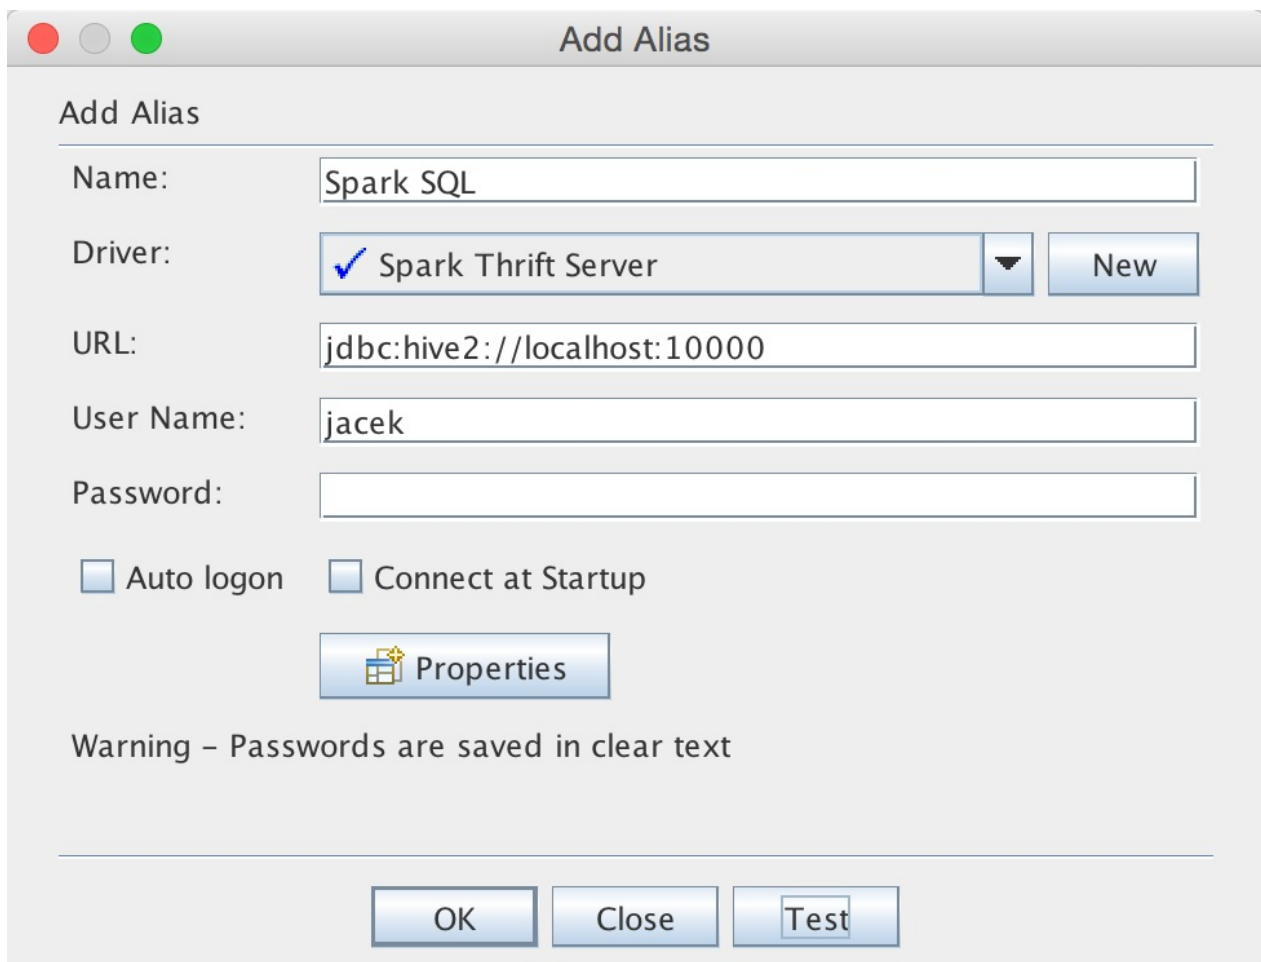 Add Alias
Add Alias
Name:
Spark SQL
Driver:
Spark Thrift Server
New
URL:
jdbc:hive2://localhost:10000
User Name:
jacek
Password:
Auto logon
Connect at Startup
Properties
Warning – Passwords are saved in clear text
OK
Close
Test